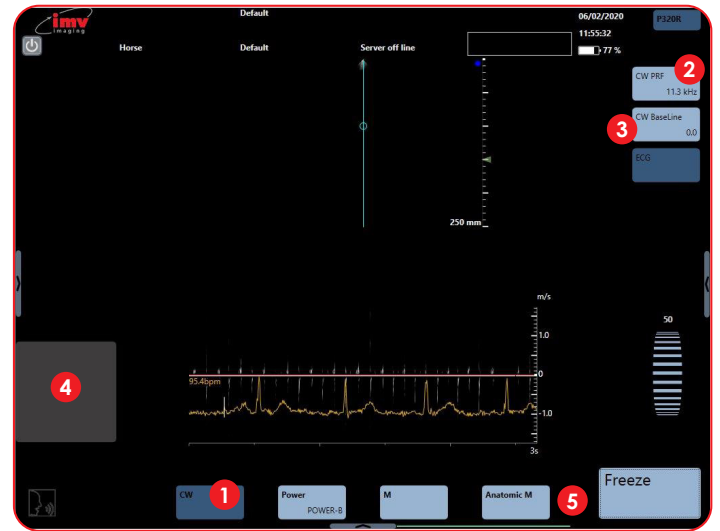 Default
06/02/2020
P320R
imv
imaging
11:55:32
Horse
Default
Server off line
77 %
CW PRF
2
11.3 kHz
3
CW BaseLine
0.0
ECG
250 mm
m/s
50
1.0
0
95.4bpm
4
-1.0
3s
Freeze
CW
1
Power
POWER-B
M
Anatomic M
5